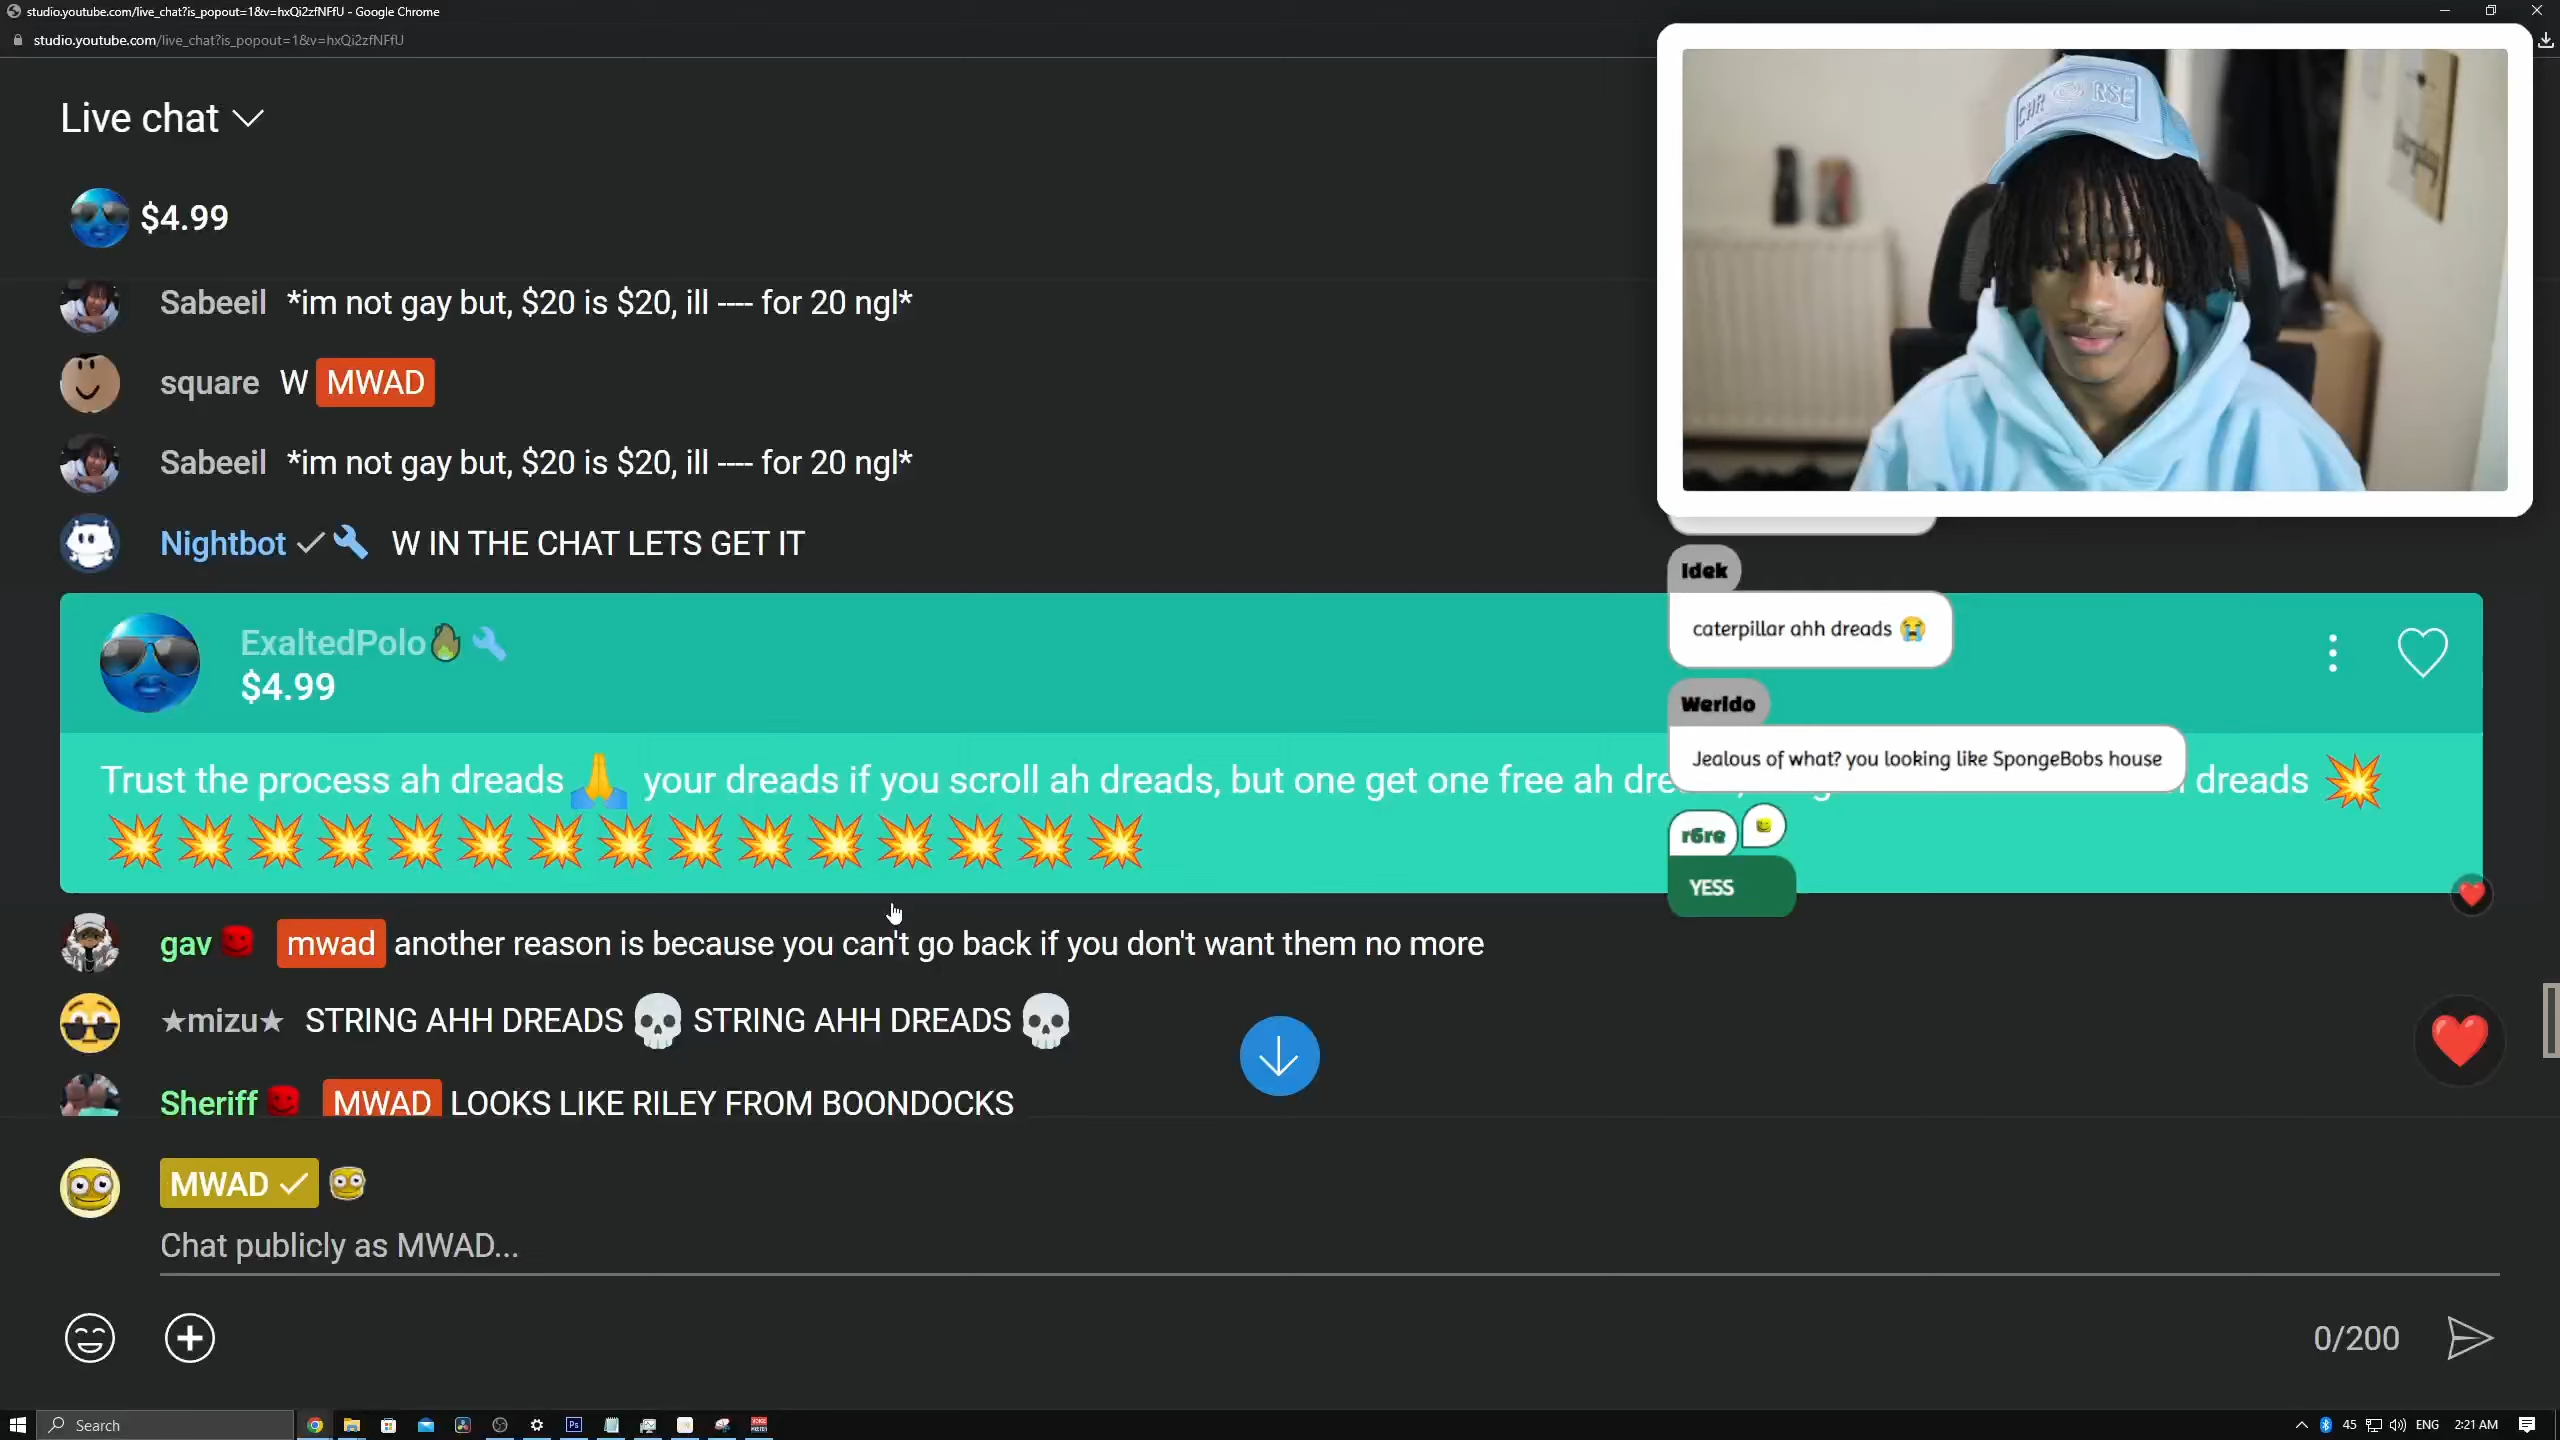 studio.youtube.com/live_chat?is_popout=1&v=hxQi2zfNFfU - Google Chrome
studio.youtube.com/live_chat?is_popout=1&v=hxQi2zfNFfU
Live chat
$4.99
Sabeeil *im not gay but, $20 is $20, ill ---- for 20 ngl*
square W MWAD
Sabeeil *im not gay but, $20 is $20, ill ---- for 20 ngl*
Nightbot W IN THE CHAT LETS GET IT
ExaltedPolo
$4.99
Trust the process ah dreads🙏 your dreads if you scroll ah dreads, but one get one free ah dreads 💥
💥💥💥💥💥💥💥💥💥💥💥💥💥💥💥
gav mwad another reason is because you can't go back if you don't want them no more
★mizu★ STRING AHH DREADS💀STRING AHH DREADS💀
Sheriff MWAD LOOKS LIKE RILEY FROM BOONDOCKS
MWAD
Chat publicly as MWAD...
0/200
CHR RSE
Idek
caterpillar ahh dreads 😭
Werido
Jealous of what? you looking like SpongeBobs house
r6re
YESS
Search
Ps
45 ENG 2:21 AM